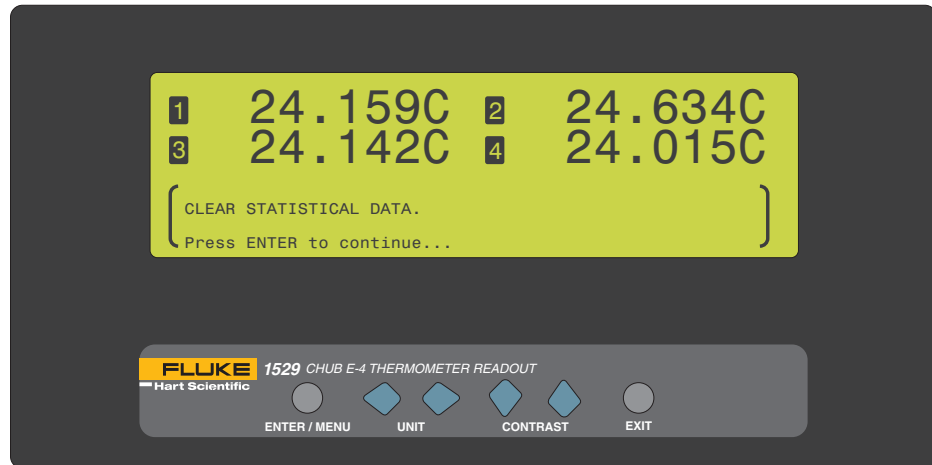 1 24.159C 2 24.634C
3 24.142C 4 24.015C
CLEAR STATISTICAL DATA.
Press ENTER to continue...
FLUKE 1529 CHUB E-4 THERMOMETER READOUT
Hart Scientific
ENTER / MENU UNIT CONTRAST EXIT